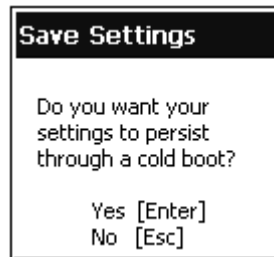 Save Settings
Do you want your
settings to persist
through a cold boot?
Yes [Enter]
No [Esc]